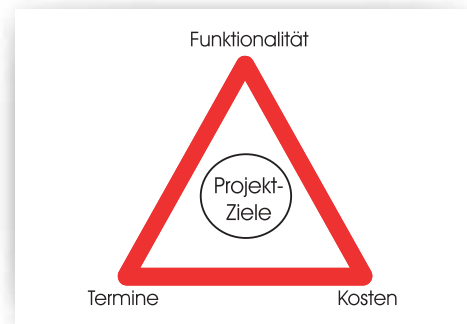 Funktionalität
Projekt-
Ziele
Termine
Kosten